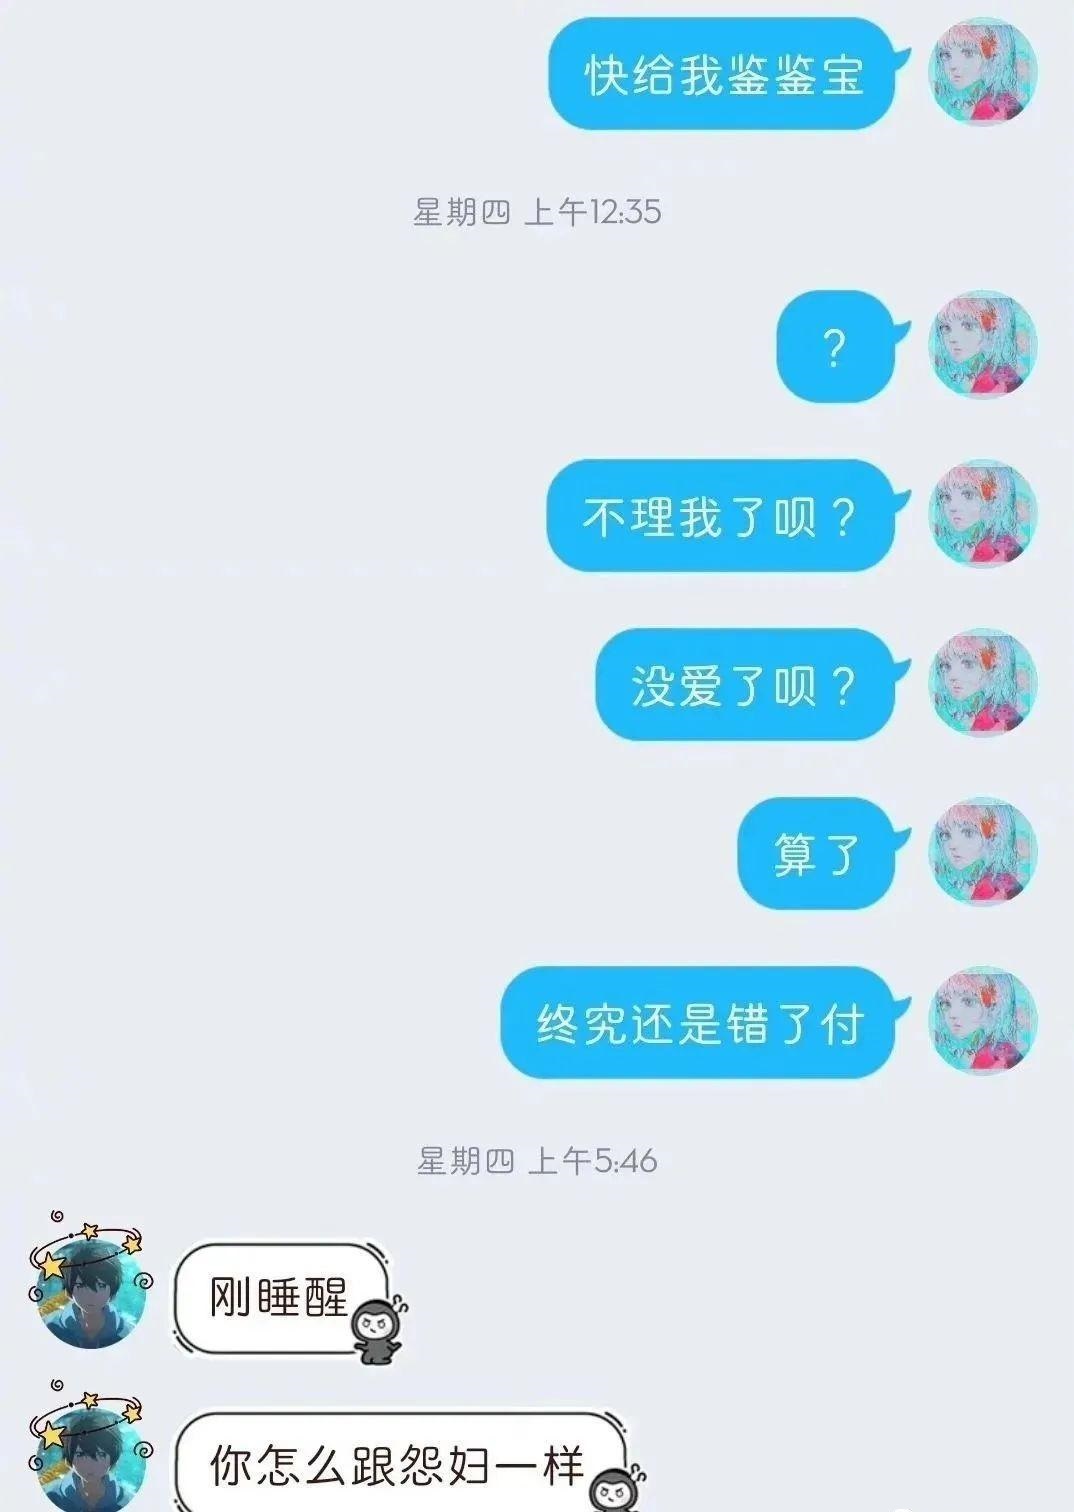 快给我鉴鉴宝
星期四 上午12:35
？
不理我了呗？
没爱了呗？
算了
终究还是错了付
星期四 上午5:46
刚睡醒
你怎么跟怨妇一样